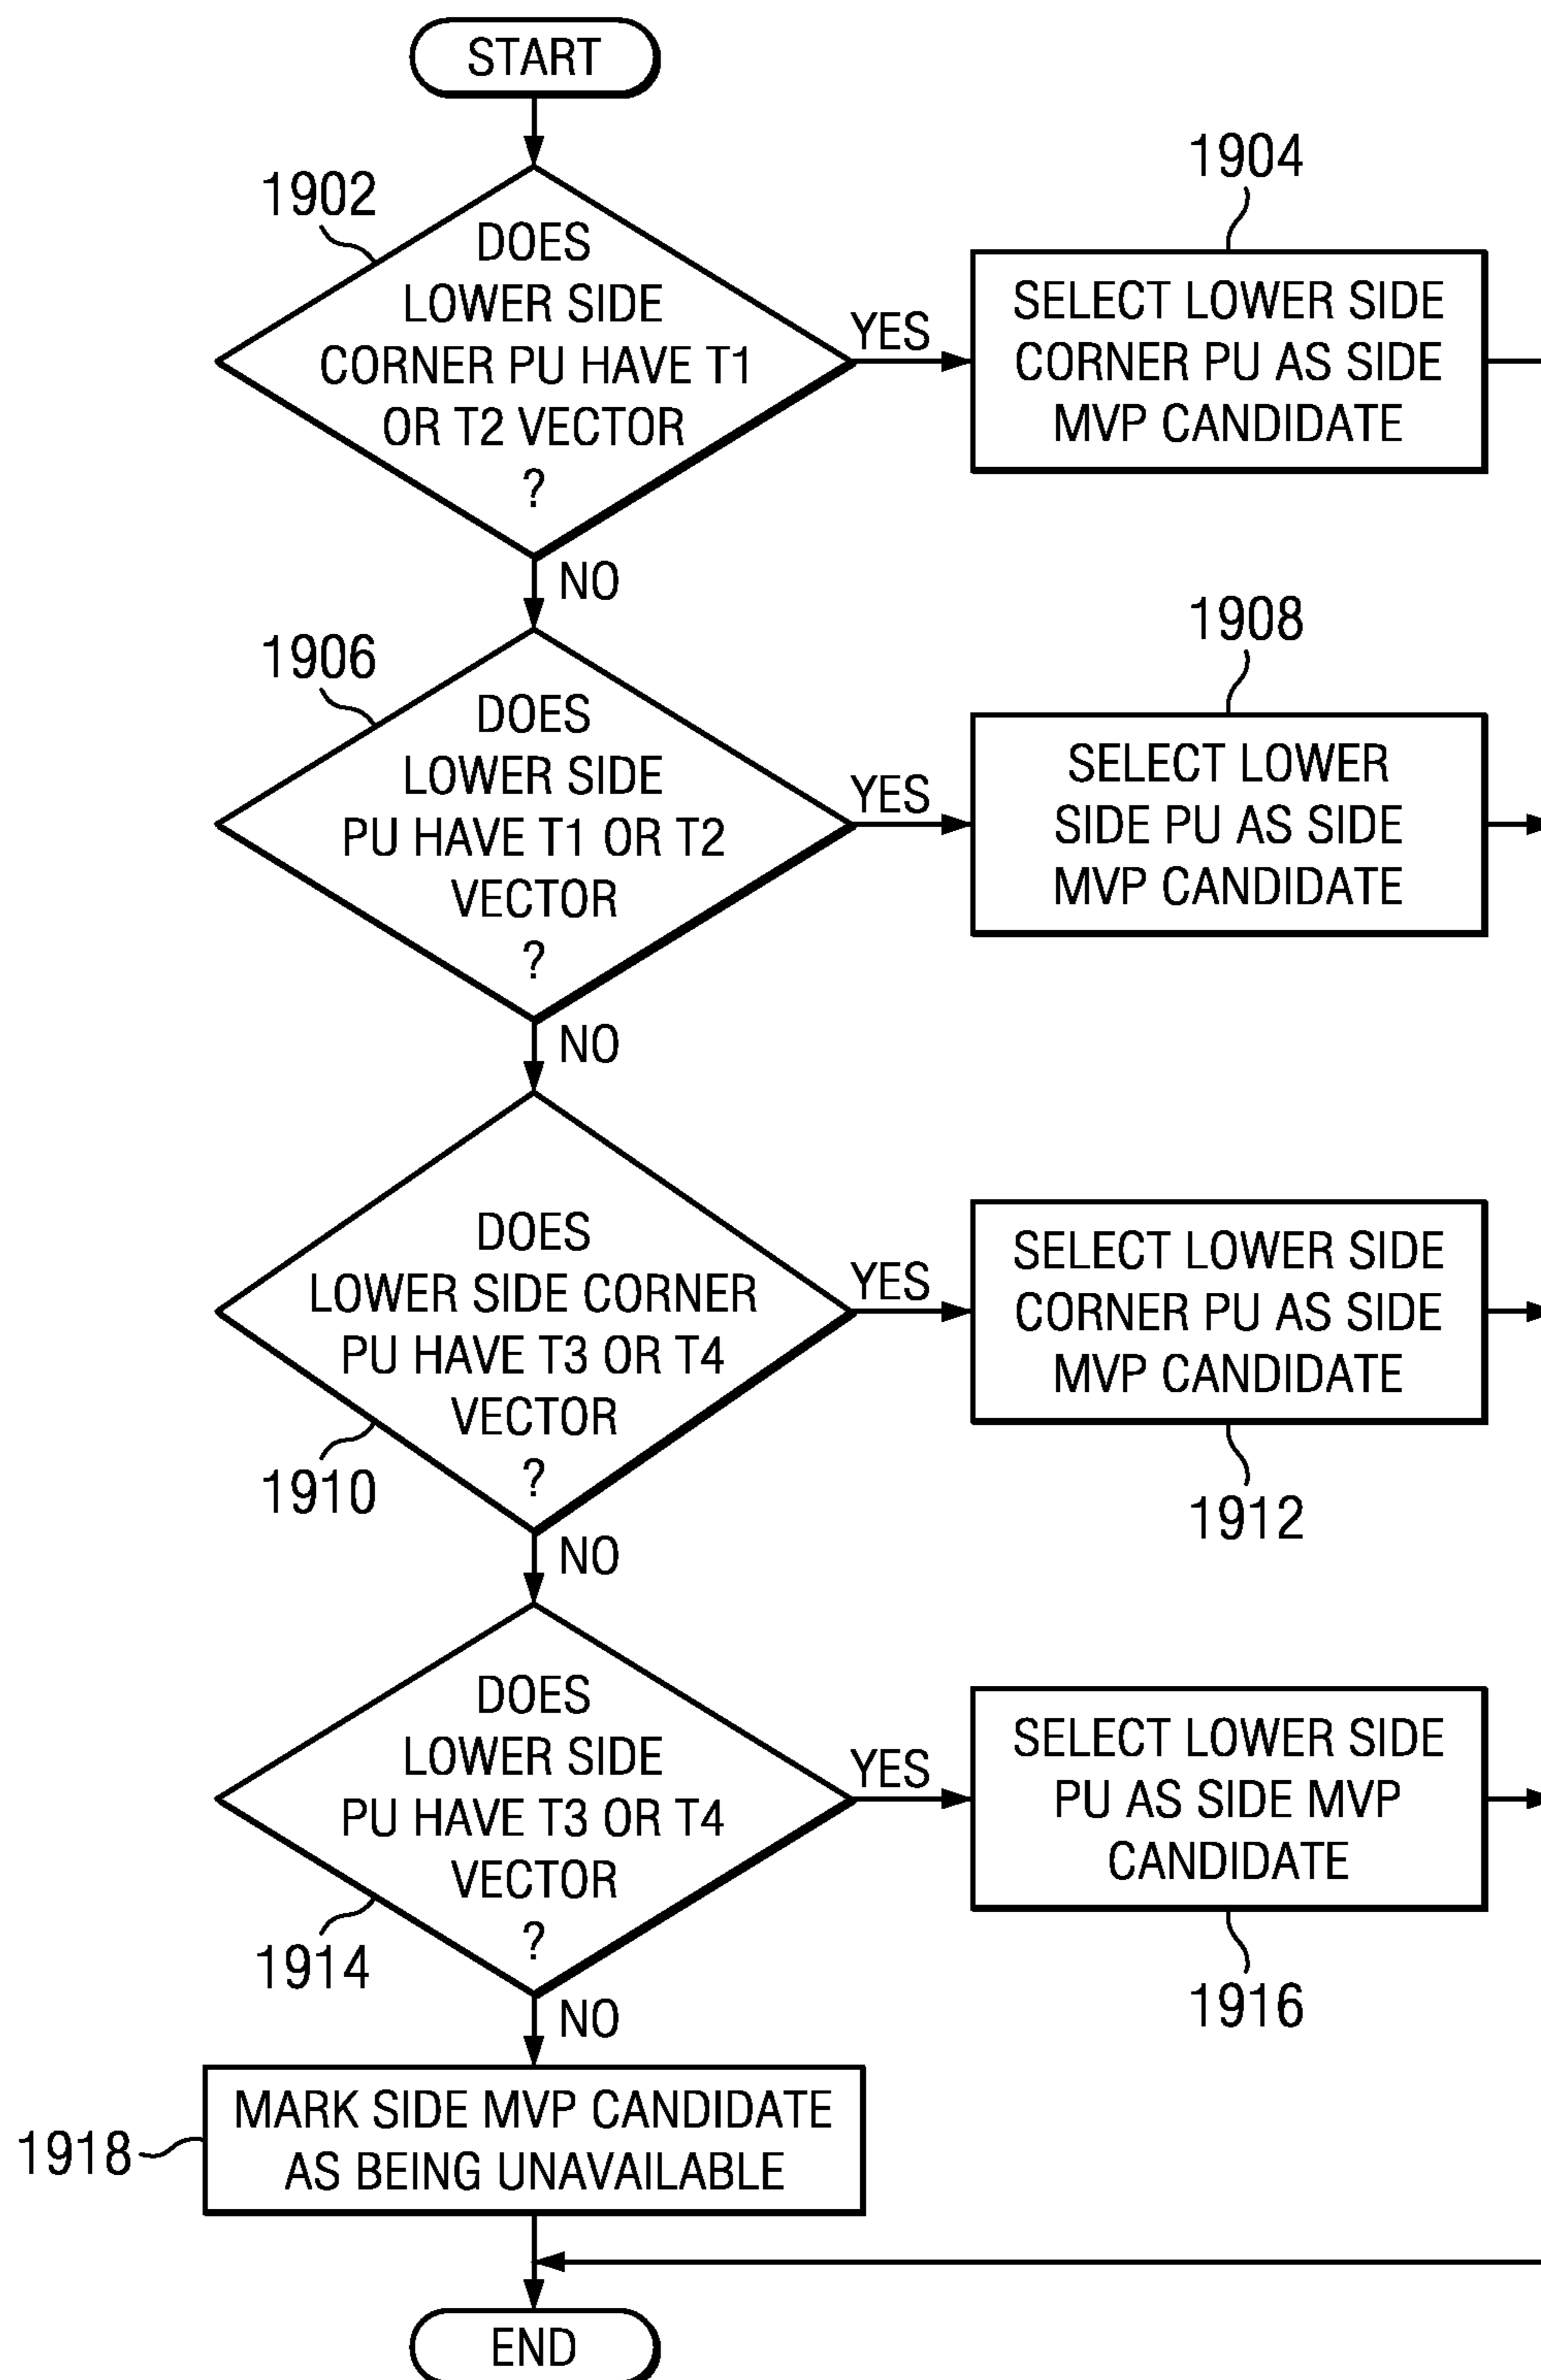 START
1902
DOES
LOWER SIDE
CORNER PU HAVE T1
OR T2 VECTOR
?
YES
1904
SELECT LOWER SIDE
CORNER PU AS SIDE
MVP CANDIDATE
NO
1906
DOES
LOWER SIDE
PU HAVE T1 OR T2
VECTOR
?
YES
1908
SELECT LOWER
SIDE PU AS SIDE
MVP CANDIDATE
NO
DOES
LOWER SIDE CORNER
PU HAVE T3 OR T4
VECTOR
?
1910
YES
SELECT LOWER SIDE
CORNER PU AS SIDE
MVP CANDIDATE
1912
NO
DOES
LOWER SIDE
PU HAVE T3 OR T4
VECTOR
?
1914
YES
SELECT LOWER SIDE
PU AS SIDE MVP
CANDIDATE
1916
NO
MARK SIDE MVP CANDIDATE
AS BEING UNAVAILABLE
1918
END